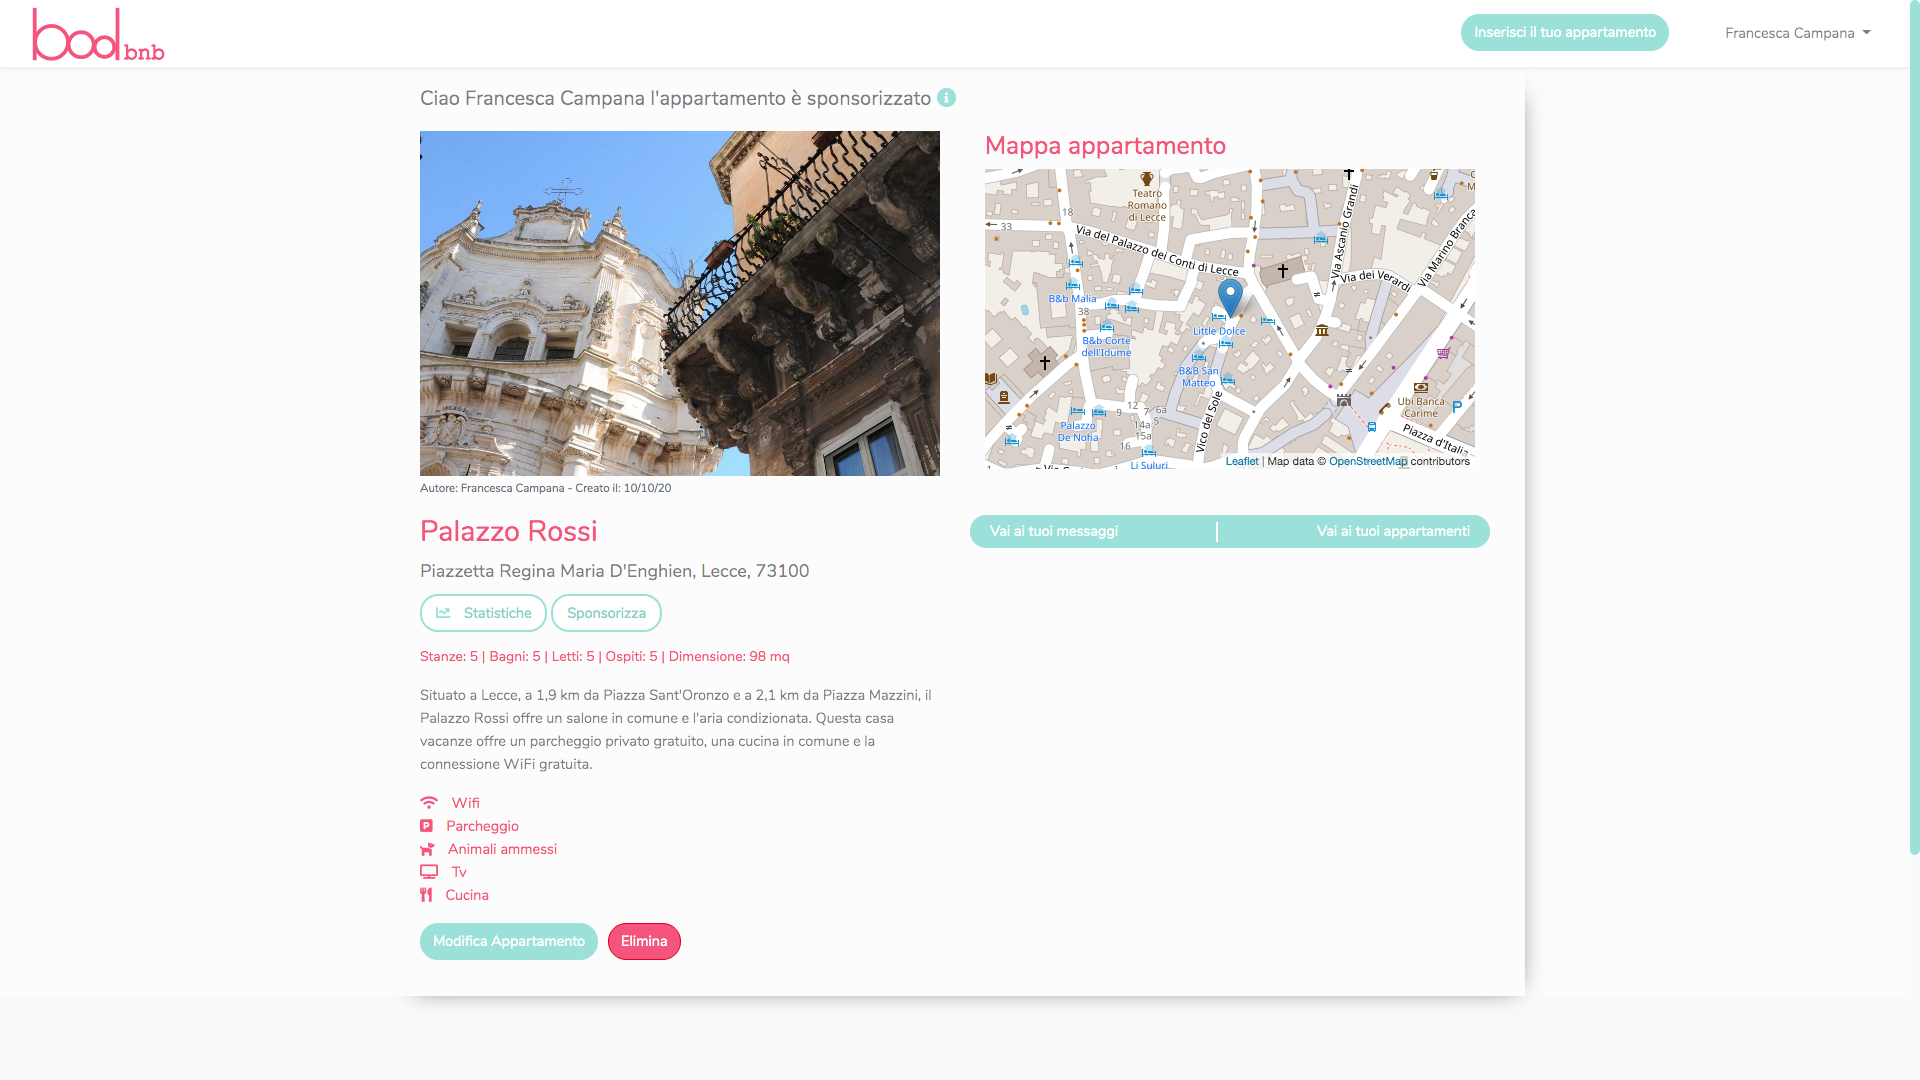 bod bnb
Inserisci il tuo appartamento
Francesca Campana
Ciao Francesca Campana l'appartamento è sponsorizzato
Autore: Francesca Campana - Creato il: 10/10/20
Palazzo Rossi
Piazzetta Regina Maria D'Enghien, Lecce, 73100
Statistiche
Sponsorizza
Stanze: 5 | Bagni: 5 | Letti: 5 | Ospiti: 5 | Dimensione: 98 mq
Situato a Lecce, a 1,9 km da Piazza Sant'Oronzo e a 2,1 km da Piazza Mazzini, il
Palazzo Rossi offre un salone in comune e l'aria condizionata. Questa casa
vacanze offre un parcheggio privato gratuito, una cucina in comune e la
connessione WiFi gratuita.
Wifi
Parcheggio
Animali ammessi
Tv
Cucina
Modifica Appartamento
Elimina
Mappa appartamento
Teatro
Romano
di Lecce
18
33
Via del Palazzo dei Conti di Lecce
Via Ascanio Grandi
Via dei Verardi
Via Marino Branca
B&b Malia
38
B&b Corte
dell'Idume
Little Dolce
B&B San
Matteo
Vico del Sole
Palazzo
De Noha
9
12
7
6a
5
14a
15a
16
Li Suluri
Ubi Banca
Carime
P
Piazza d'Italia
Leaflet | Map data © OpenStreetMap contributors
Vai ai tuoi messaggi
Vai ai tuoi appartamenti